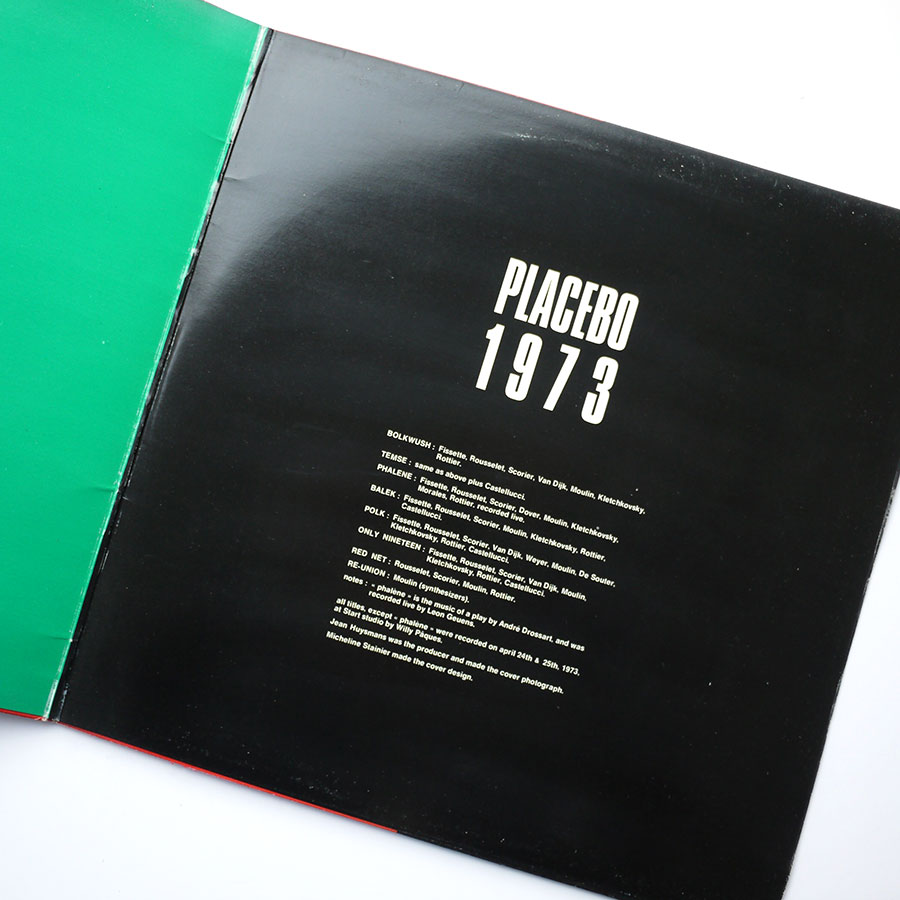 PLACEBO
1973
BOLKWUSH : Fissette, Rousselet, Scorier, Van Dijk, Moulin, Kletchkovsky,
Rottier.
TEMSE : same as above plus Castellucci.
PHALENE : Fissette, Rousselet, Scorier, Dover, Moulin, Kletchkovsky,
Morales, Rottier. recorded live.
BALEK : Fissette, Rousselet, Scorier, Moulin, Kletchkovsky, Rottier,
Castellucci.
POLK : Fissette, Rousselet, Scorier, Van Dijk, Weyer, Moulin, De Souter,
Kletchkovsky, Rottier, Castellucci.
ONLY NINETEEN : Fissette, Rousselet, Scorier, Van Dijk, Moulin,
Kletchkovsky, Rottier, Castellucci.
RED NET : Rousselet, Scorier, Moulin, Rottier.
RE-UNION : Moulin (synthesizers).
notes : « phalène » is the music of a play by André Drossart, and was
recorded live by Leon Geuens.
all titles, except « phalène » were recorded on april 24th & 25th, 1973,
at Start studio by Willy Pâques.
Jean Huysmans was the producer and made the cover photograph.
Micheline Stainier made the cover design.